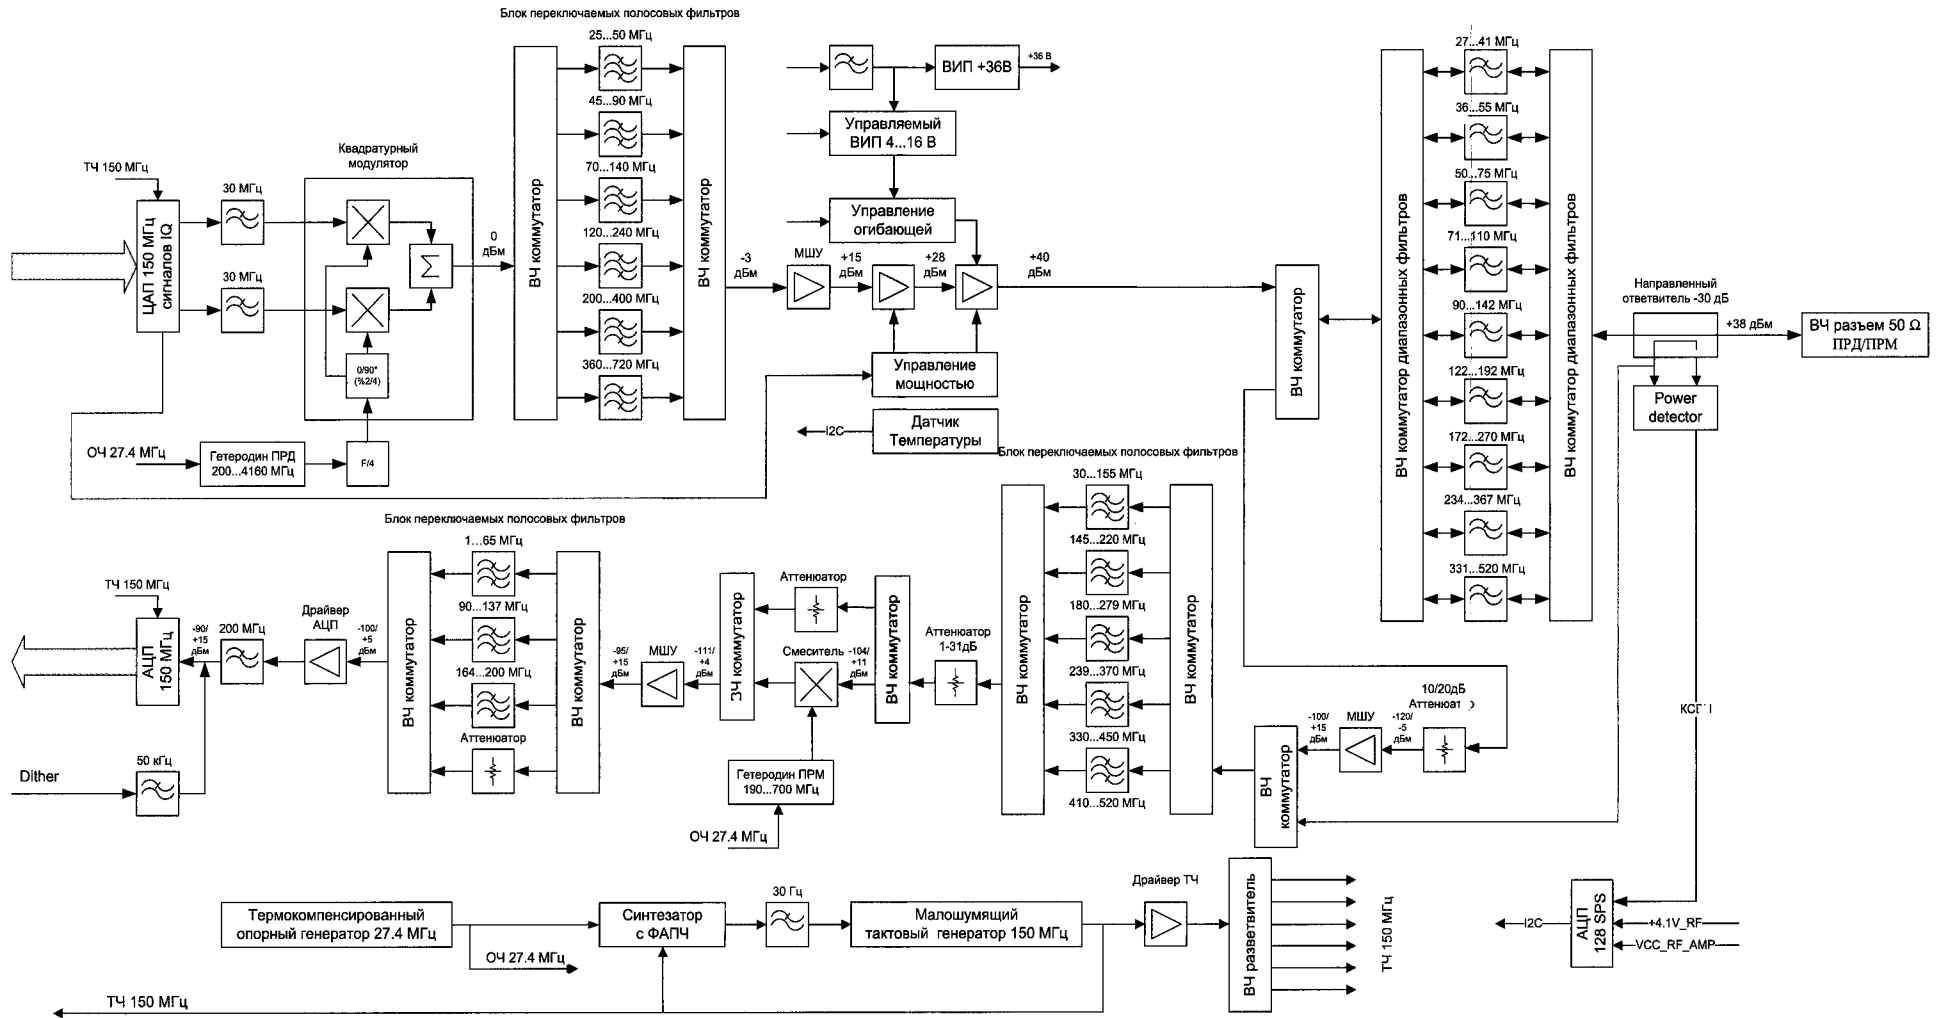 Блок переключаемых полосовых фильтров
25...50 МГц
45...90 МГц
70...140 МГц
120...240 МГц
200...400 МГц
360...720 МГц
ВЧ коммутатор
ВЧ коммутатор
ТЧ 150 МГц
ЦАП 150 МГц
сигналов IQ
30 МГц
30 МГц
Квадратурный
модулятор
0/90°
(%2/4)
Σ
0
дБм
ОЧ 27.4 МГц
Гетеродин ПРД
200...4160 МГц
F/4
-3
дБм
МШУ
+15
дБм
+28
дБм
+40
дБм
ВИП +36В
+36 В
Управляемый
ВИП 4...16 В
Управление
огибающей
Управление
мощностью
I2C
Датчик
Температуры
ВЧ коммутатор
ВЧ коммутатор диапазонных фильтров
27...41 МГц
36...55 МГц
50...75 МГц
71...110 МГц
90...142 МГц
122...192 МГц
172...270 МГц
234...367 МГц
331...520 МГц
ВЧ коммутатор диапазонных фильтров
Направленный
ответвитель -30 дБ
+38 дБм
ВЧ разъем 50 Ω
ПРД/ПРМ
Power
detector
Блок переключаемых полосовых фильтров
30...155 МГц
145...220 МГц
180...279 МГц
239...370 МГц
330...450 МГц
410...520 МГц
ВЧ коммутатор
ВЧ коммутатор
Блок переключаемых полосовых фильтров
1...65 МГц
90...137 МГц
164...200 МГц
Аттенюатор
ВЧ коммутатор
ВЧ коммутатор
ТЧ 150 МГц
АЦП
150 МГц
-90/
+15
дБм
200 МГц
Драйвер
АЦП
-100/
+5
дБм
Dither
50 кГц
-95/
+15
дБм
МШУ
-111/
+4
дБм
ВЧ коммутатор
Аттенюатор
Смеситель
-104/
+11
дБм
ВЧ коммутатор
Аттенюатор
1-31дБ
Гетеродин ПРМ
190...700 МГц
ОЧ 27.4 МГц
ВЧ
коммутатор
-100/
+15
дБм
МШУ
-120/
-5
дБм
10/20дБ
Термокомпенсированный
опорный генератор 27.4 МГц
ОЧ 27.4 МГц
Синтезатор
с ФАПЧ
30 Гц
Малошумящий
тактовый генератор 150 МГц
Драйвер ТЧ
ВЧ разветвитель
ТЧ 150 МГц
ТЧ 150 МГц
I2C
АЦП
128 SPS
+4.1V_RF
VCC_RF_AMP